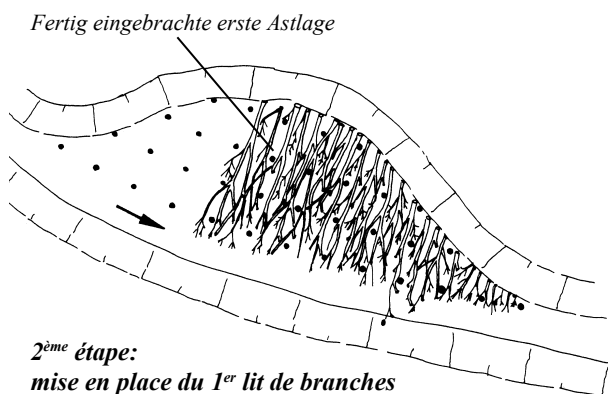 Fertig eingebrachte erste Astlage
2ème étape:
mise en place du 1er lit de branches